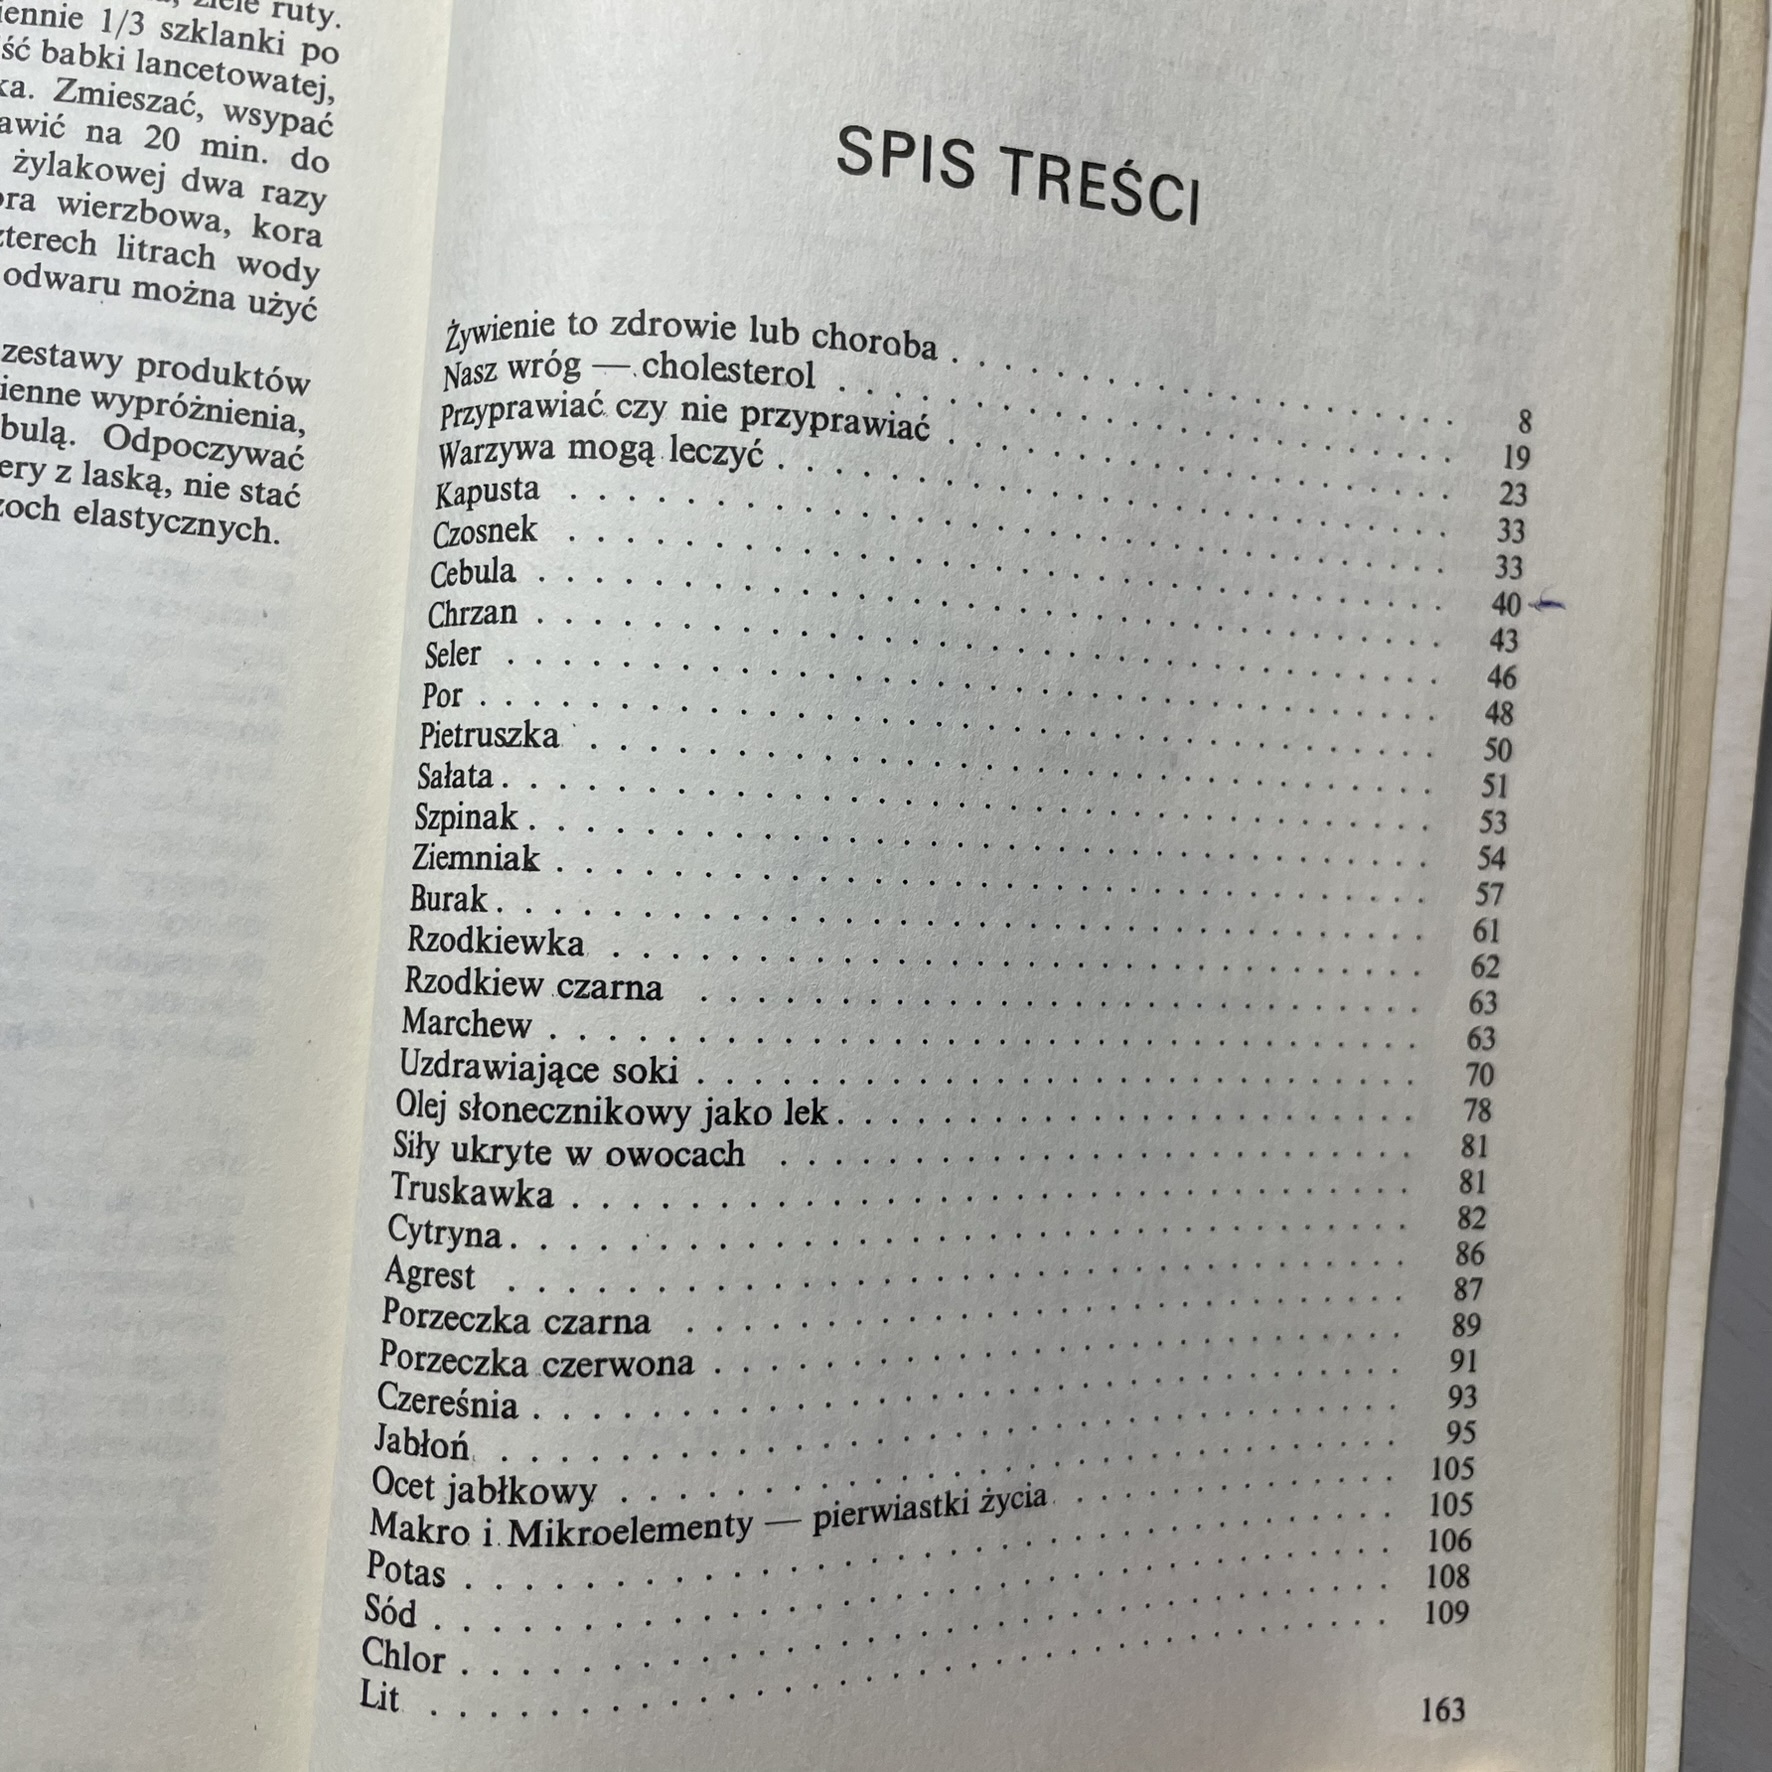 ziele ruty.
iennie 1/3 szklanki po
ść babki lancetowatej,
ka. Zmieszać, wsypać
awić na 20 min. do
żylakowej dwa razy
ora wierzbowa, kora
zterech litrach wody
odwaru można użyć
zestawy produktów
ienne wypróżnienia,
bulą. Odpoczywać
ery z laską, nie stać
zoch elastycznych.
SPIS TREŚCI
Żywienie to zdrowie lub choroba . . . . . . . . . . 8
Nasz wróg — cholesterol . . . . . . . . . . 19
Przyprawiać czy nie przyprawiać . . . . . . . . . . 23
Warzywa mogą leczyć . . . . . . . . . . 33
Kapusta . . . . . . . . . . 33
Czosnek . . . . . . . . . . 40
Cebula . . . . . . . . . . 43
Chrzan . . . . . . . . . . 46
Seler . . . . . . . . . . 48
Por . . . . . . . . . . 50
Pietruszka . . . . . . . . . . 51
Sałata . . . . . . . . . . 53
Szpinak . . . . . . . . . . 54
Ziemniak . . . . . . . . . . 57
Burak . . . . . . . . . . 61
Rzodkiewka . . . . . . . . . . 62
Rzodkiew czarna . . . . . . . . . . 63
Marchew . . . . . . . . . . 63
Uzdrawiające soki . . . . . . . . . . 70
Olej słonecznikowy jako lek . . . . . . . . . . 78
Siły ukryte w owocach . . . . . . . . . . 81
Truskawka . . . . . . . . . . 81
Cytryna . . . . . . . . . . 82
Agrest . . . . . . . . . . 86
Porzeczka czarna . . . . . . . . . . 87
Porzeczka czerwona . . . . . . . . . . 89
Czereśnia . . . . . . . . . . 91
Jabłoń . . . . . . . . . . 93
Ocet jabłkowy . . . . . . . . . . 95
Makro i Mikroelementy — pierwiastki życia . . . . . . . . . . 105
Potas . . . . . . . . . . 105
Sód . . . . . . . . . . 106
Chlor . . . . . . . . . . 108
Lit . . . . . . . . . . 109
163